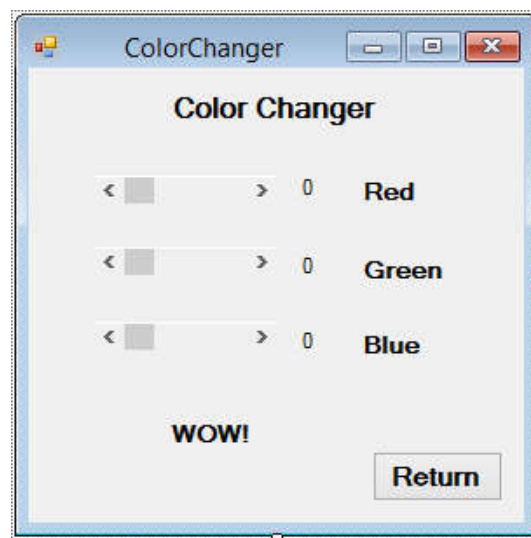 ColorChanger
Color Changer
0 Red
0 Green
0 Blue
WOW!
Return